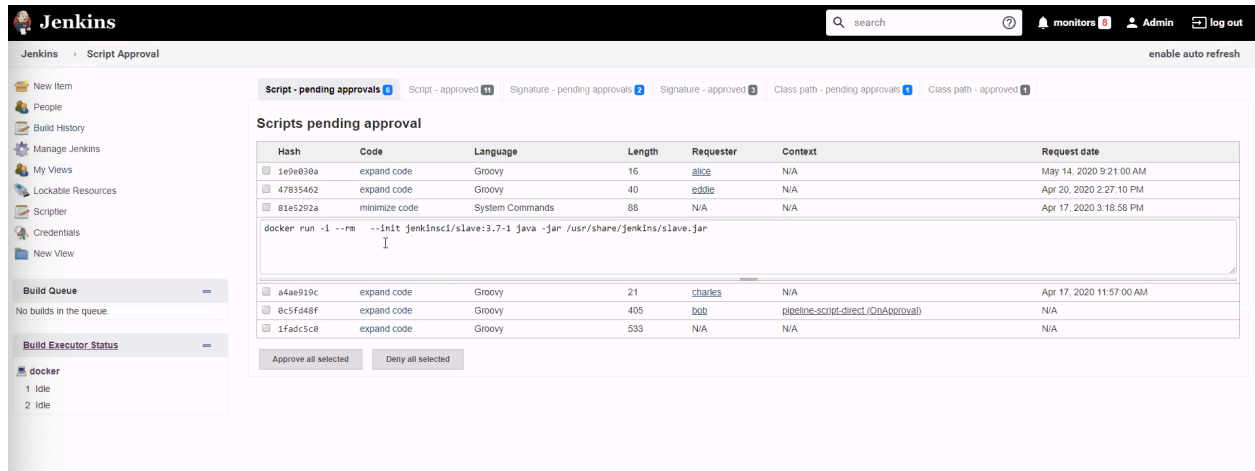 Jenkins search monitors 8 Admin log out
Jenkins › Script Approval enable auto refresh
New Item
People
Build History
Manage Jenkins
My Views
Lockable Resources
Scriptler
Credentials
New View
Build Queue
No builds in the queue.
Build Executor Status
docker
1 Idle
2 Idle
Script - pending approvals 6 Script - approved 11 Signature - pending approvals 2 Signature - approved 3 Class path - pending approvals 1 Class path - approved 1
Scripts pending approval
Hash Code Language Length Requester Context Request date
1e9e030a expand code Groovy 16 alice N/A May 14, 2020 9:21:00 AM
47835462 expand code Groovy 40 eddie N/A Apr 20, 2020 2:27:10 PM
81e5292a minimize code System Commands 88 N/A N/A Apr 17, 2020 3:18:58 PM
docker run -i --rm   --init jenkinsci/slave:3.7-1 java -jar /usr/share/jenkins/slave.jar
a4ae919c expand code Groovy 21 charles N/A Apr 17, 2020 11:57:00 AM
0c5fd48f expand code Groovy 405 bob pipeline-script-direct (OnApproval) N/A
1fadc5c0 expand code Groovy 533 N/A N/A N/A
Approve all selected Deny all selected